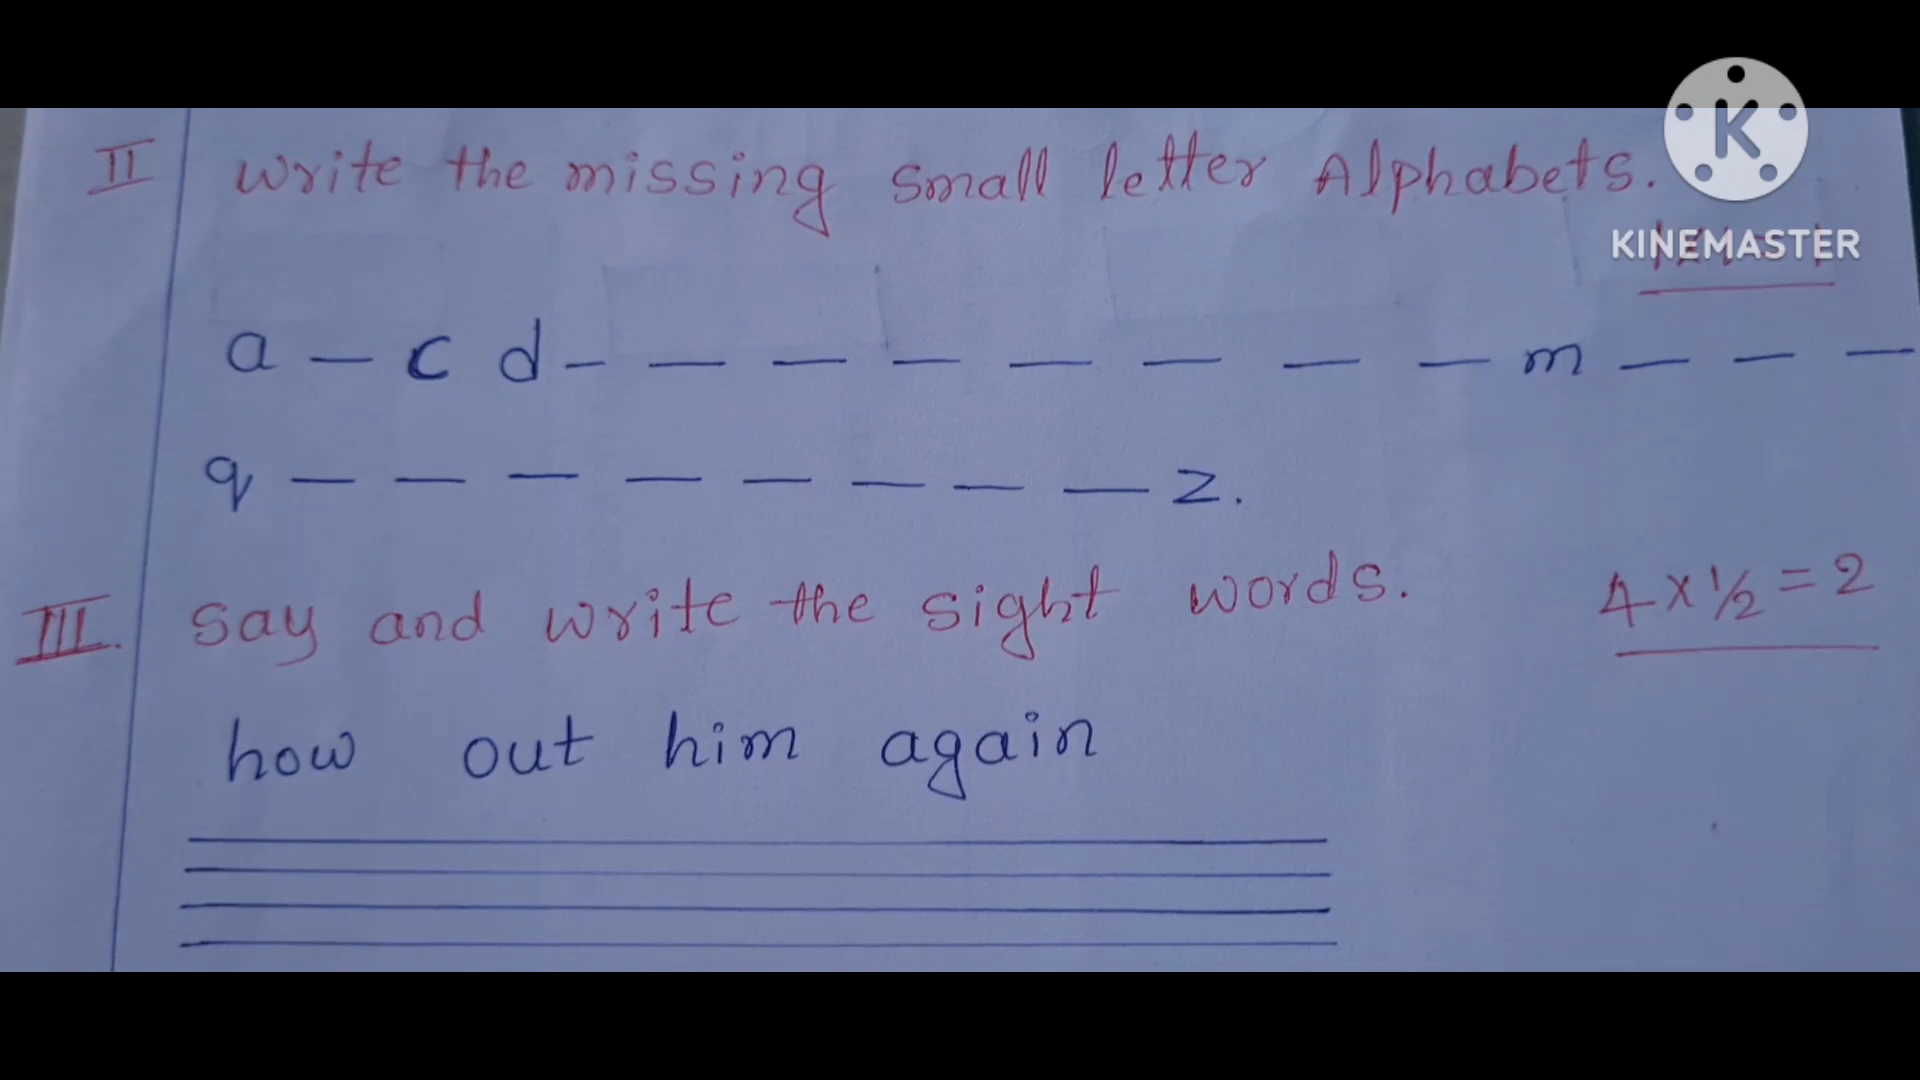 II Write the missing small letter Alphabets.
KINEMASTER
a — c d - — — — — — — — m — — —
q — — — — — — — — z.
III. Say and write the sight words. 4 x 1/2 = 2
how out him again